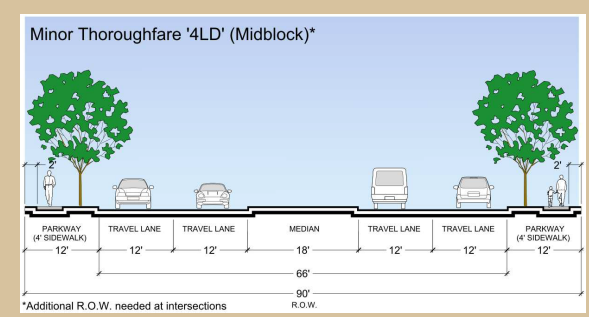 Minor Thoroughfare '4LD' (Midblock)*
2' 2'
PARKWAY TRAVEL LANE TRAVEL LANE MEDIAN TRAVEL LANE TRAVEL LANE PARKWAY
(4' SIDEWALK) (4' SIDEWALK)
12' 12' 12' 18' 12' 12' 12'
66'
90'
*Additional R.O.W. needed at intersections R.O.W.